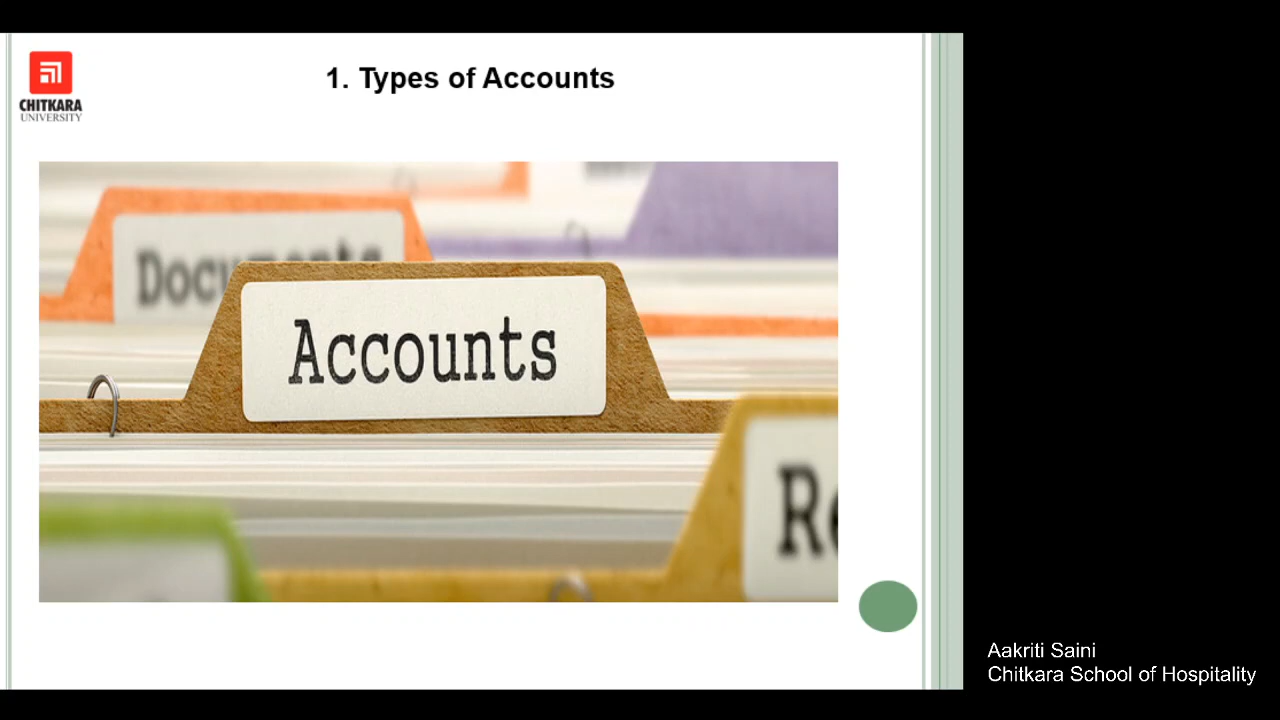 CHITKARA
UNIVERSITY
1. Types of Accounts
Accounts
Aakriti Saini
Chitkara School of Hospitality